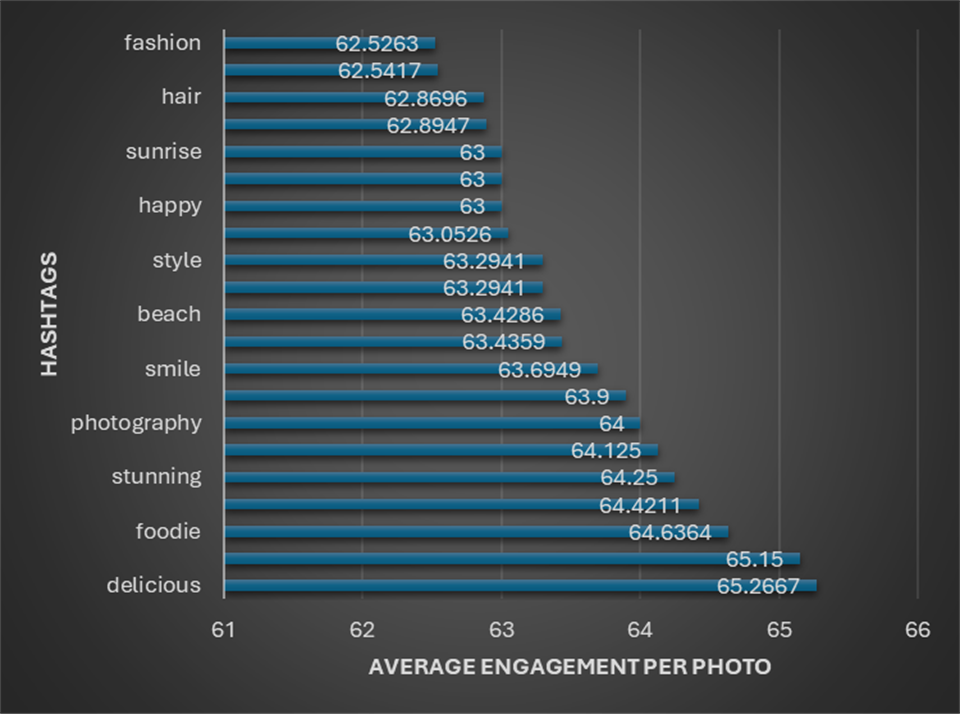 fashion 62.5263
62.5417
hair 62.8696
62.8947
sunrise 63
63
happy 63
63.0526
style 63.2941
63.2941
beach 63.4286
63.4359
smile 63.6949
63.9
photography 64
64.125
stunning 64.25
64.4211
foodie 64.6364
65.15
delicious 65.2667
HASHTAGS
61 62 63 64 65 66
AVERAGE ENGAGEMENT PER PHOTO